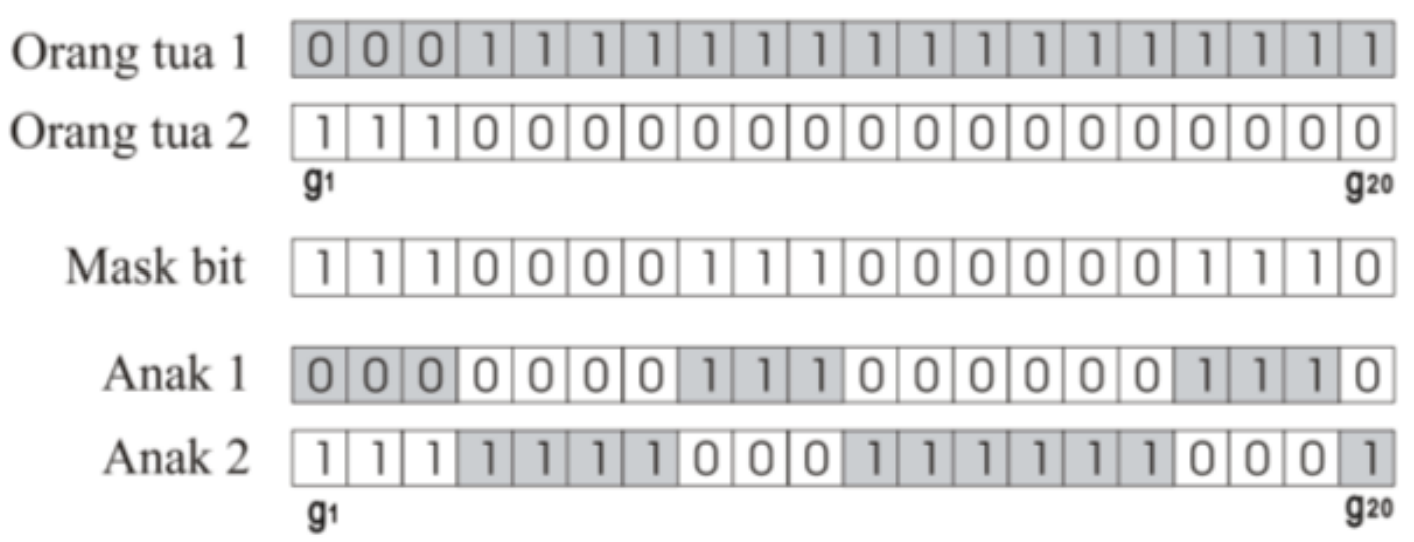 Orang tua 1 0 0 0 1 1 1 1 1 1 1 1 1 1 1 1 1 1 1 1 1
Orang tua 2 1 1 1 0 0 0 0 0 0 0 0 0 0 0 0 0 0 0 0 0
g1 g20
Mask bit 1 1 1 0 0 0 0 1 1 1 0 0 0 0 0 0 1 1 1 0
Anak 1 0 0 0 0 0 0 0 1 1 1 0 0 0 0 0 0 1 1 1 0
Anak 2 1 1 1 1 1 1 1 0 0 0 1 1 1 1 1 1 0 0 0 1
g1 g20